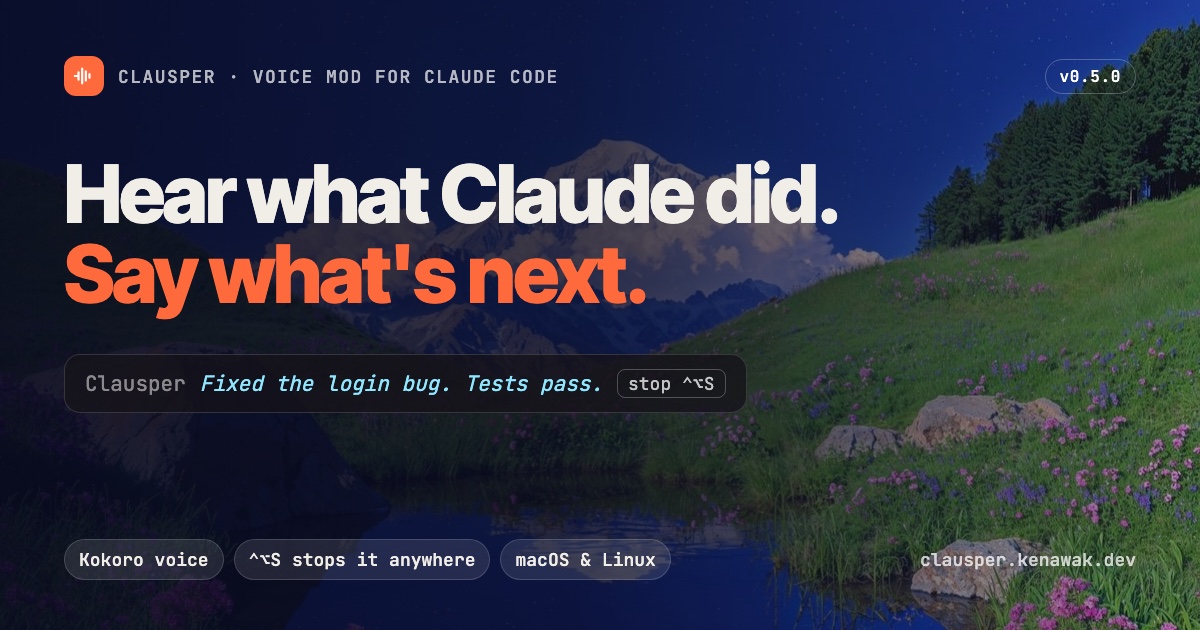 CLAUSPER · VOICE MOD FOR CLAUDE CODE
v0.5.0
Hear what Claude did.
Say what's next.
Clausper Fixed the login bug. Tests pass. stop ^⌥S
Kokoro voice
^⌥S stops it anywhere
macOS & Linux
clausper.kenawak.dev